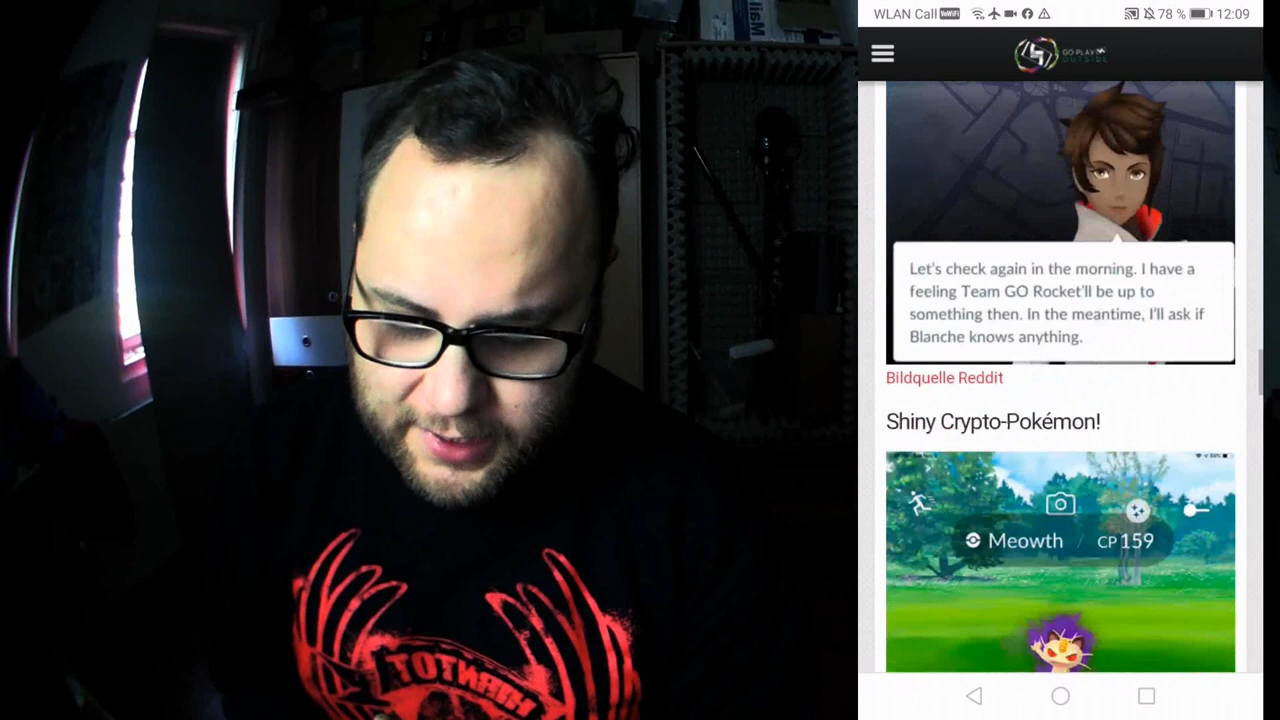 WLAN Call VoWiFi
78 % 12:09
GO PLAY
OUTSIDE
Let's check again in the morning. I have a
feeling Team GO Rocket'll be up to
something then. In the meantime, I'll ask if
Blanche knows anything.
Bildquelle Reddit
Shiny Crypto-Pokémon!
Meowth / CP 159
HIRNTOT